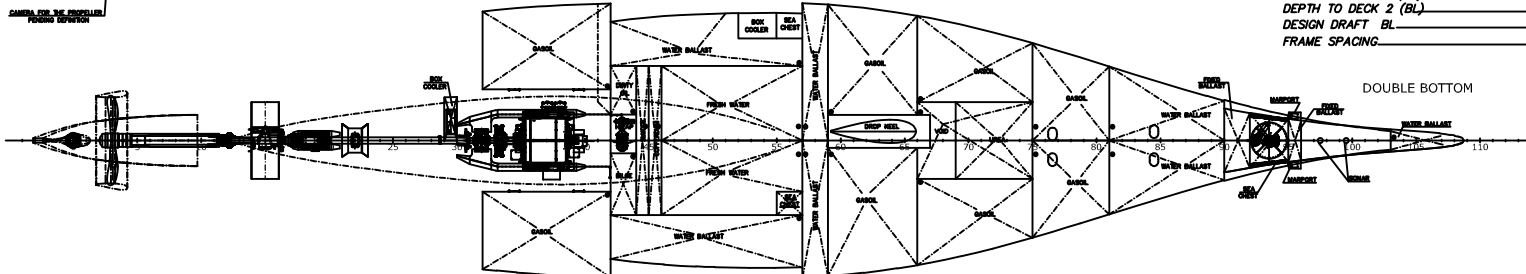 CAMERA FOR THE PROPELLER
PENDING DEFINITION
DEPTH TO DECK 2 (BL)
DESIGN DRAFT BL
FRAME SPACING
DOUBLE BOTTOM
BOX
COOLER
SEA
CHEST
GASOIL
WATER BALLAST
WATER BALLAST
GASOIL
GASOIL
BOX
COOLER
FIXED
BALLAST
MARPORT
FIXED
BALLAST
FRESH WATER
GASOIL
WATER BALLAST
WATER BALLAST
DROP KEEL
VOID
25
50
55
60
65
70
75
80
85
90
95
105
110
FRESH WATER
WATER BALLAST
GASOIL
MARPORT
SONAR
SEA
CHEST
SEA
CHEST
WATER BALLAST
GASOIL
GASOIL
GASOIL
WATER BALLAST